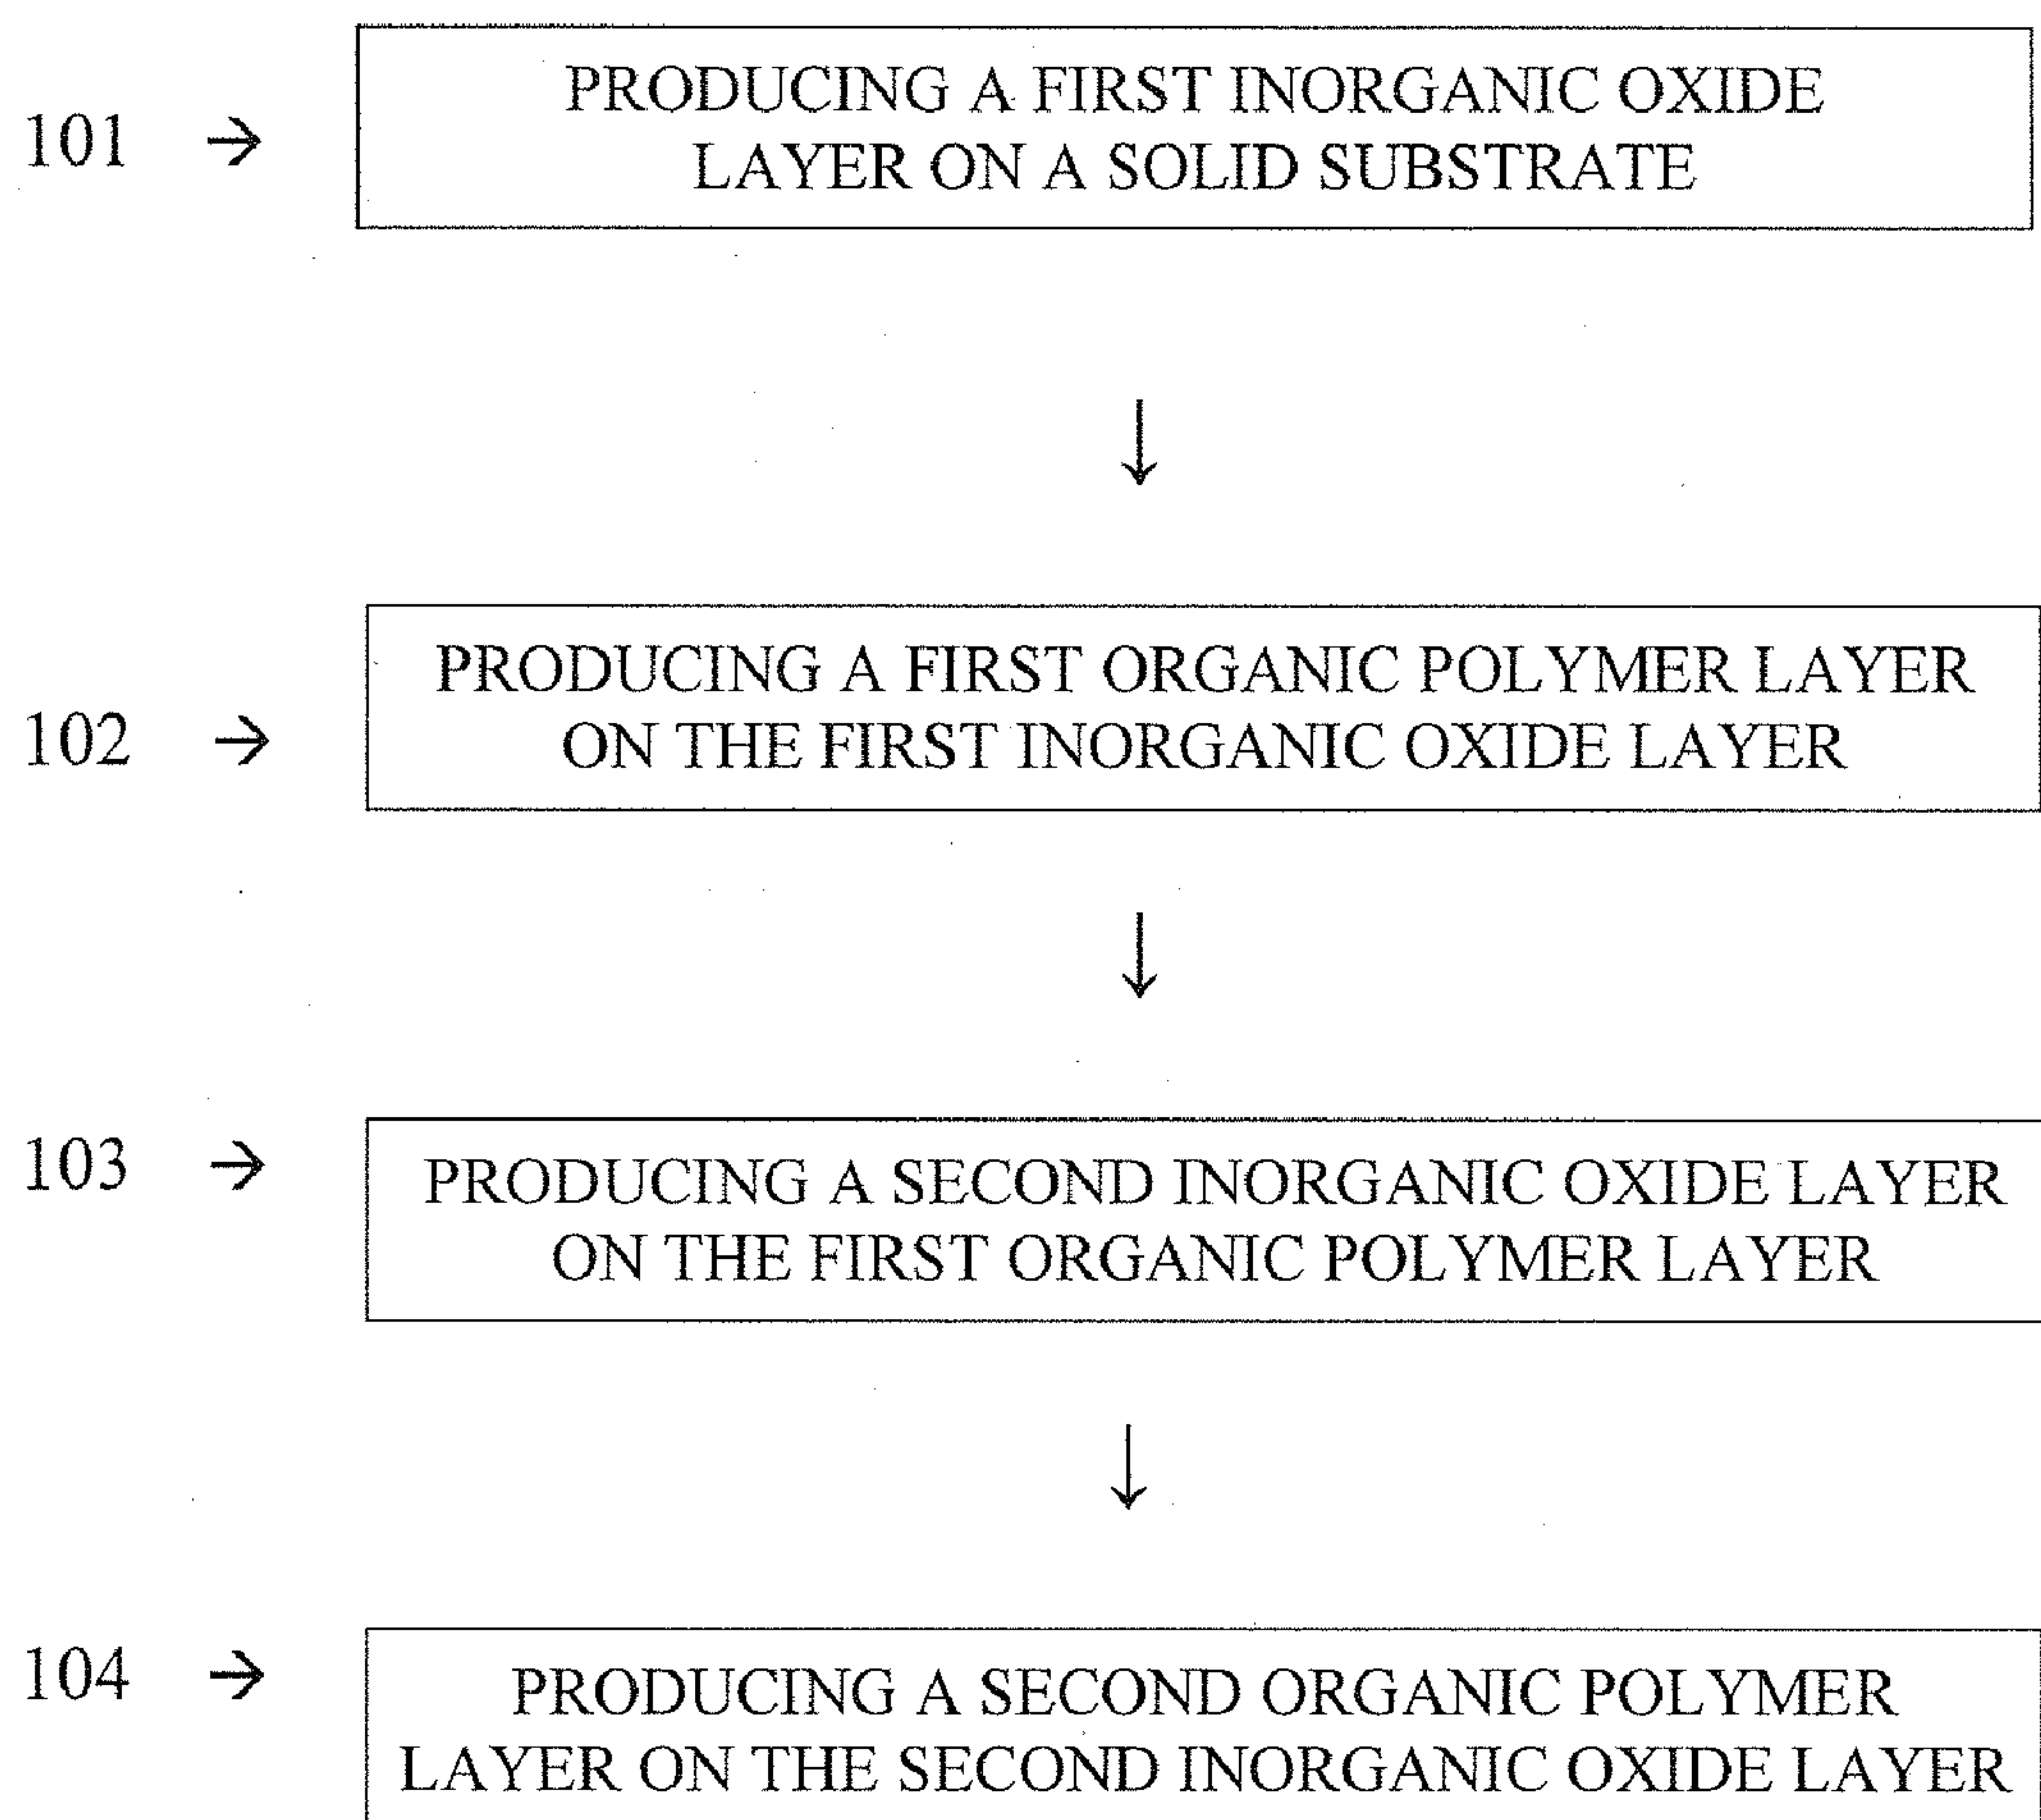 101 → PRODUCING A FIRST INORGANIC OXIDE
LAYER ON A SOLID SUBSTRATE
↓
102 → PRODUCING A FIRST ORGANIC POLYMER LAYER
ON THE FIRST INORGANIC OXIDE LAYER
↓
103 → PRODUCING A SECOND INORGANIC OXIDE LAYER
ON THE FIRST ORGANIC POLYMER LAYER
↓
104 → PRODUCING A SECOND ORGANIC POLYMER
LAYER ON THE SECOND INORGANIC OXIDE LAYER